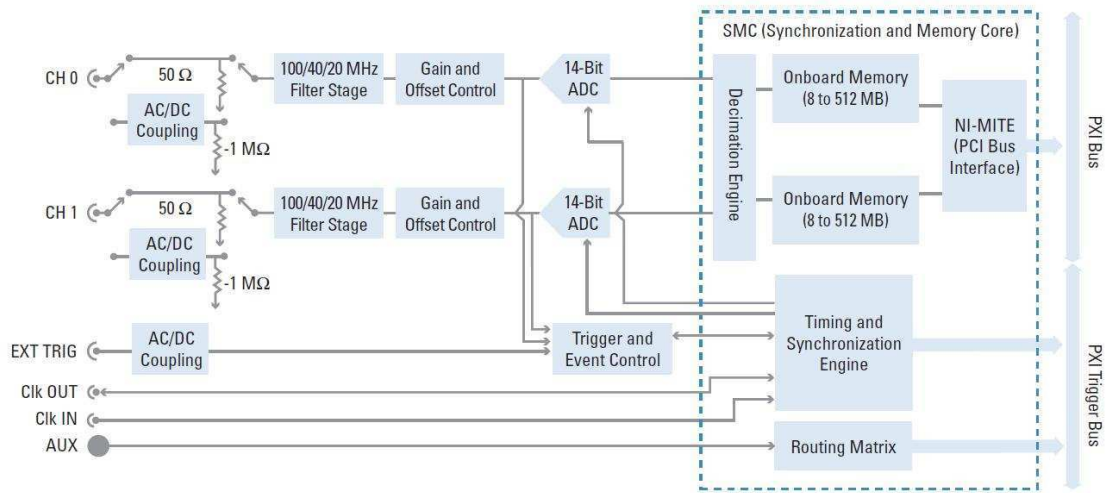 SMC (Synchronization and Memory Core)
CH 0
50 Ω
AC/DC
Coupling
-1 MΩ
100/40/20 MHz
Filter Stage
Gain and
Offset Control
14-Bit
ADC
Decimation Engine
Onboard Memory
(8 to 512 MB)
NI-MITE
(PCI Bus
Interface)
PXI Bus
CH 1
50 Ω
AC/DC
Coupling
-1 MΩ
100/40/20 MHz
Filter Stage
Gain and
Offset Control
14-Bit
ADC
Onboard Memory
(8 to 512 MB)
EXT TRIG
AC/DC
Coupling
Trigger and
Event Control
Timing and
Synchronization
Engine
PXI Trigger Bus
Clk OUT
Clk IN
AUX
Routing Matrix